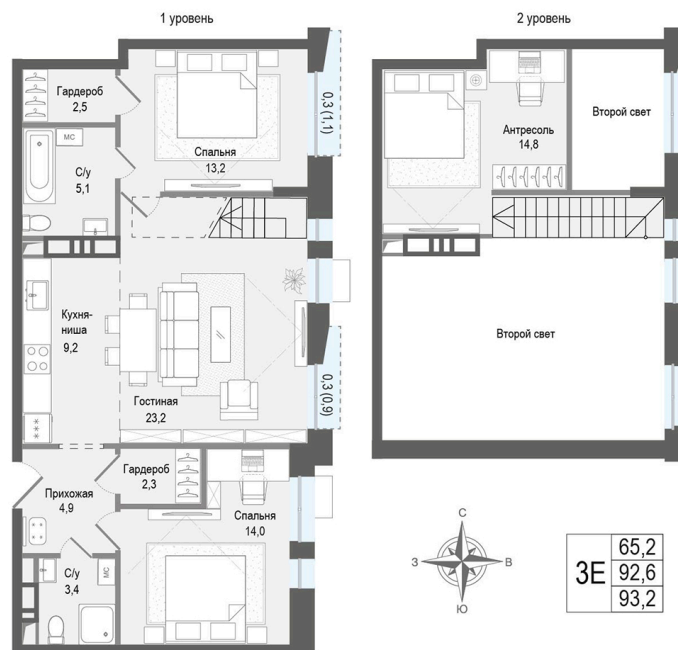 1 уровень
2 уровень
Гардероб
2,5
Спальня
13,2
0,3 (1,1)
МС
С/у
5,1
Антресоль
14,8
Второй свет
Кухня-
ниша
9,2
Гостиная
23,2
0,3 (0,9)
Второй свет
Гардероб
2,3
Прихожая
4,9
Спальня
14,0
С/у
3,4
МС
С
З
В
Ю
3Е
65,2
92,6
93,2